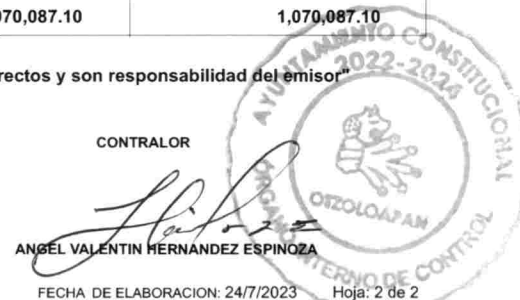 070,087.10 1,070,087.10
rectos y son responsabilidad del emisor"
CONTRALOR
ANGEL VALENTIN HERNANDEZ ESPINOZA
FECHA DE ELABORACION: 24/7/2023 Hoja: 2 de 2
AYUNTAMIENTO CONSTITUCIONAL
2022-2024
OTZOLOAPAN
ORGANO INTERNO DE CONTROL